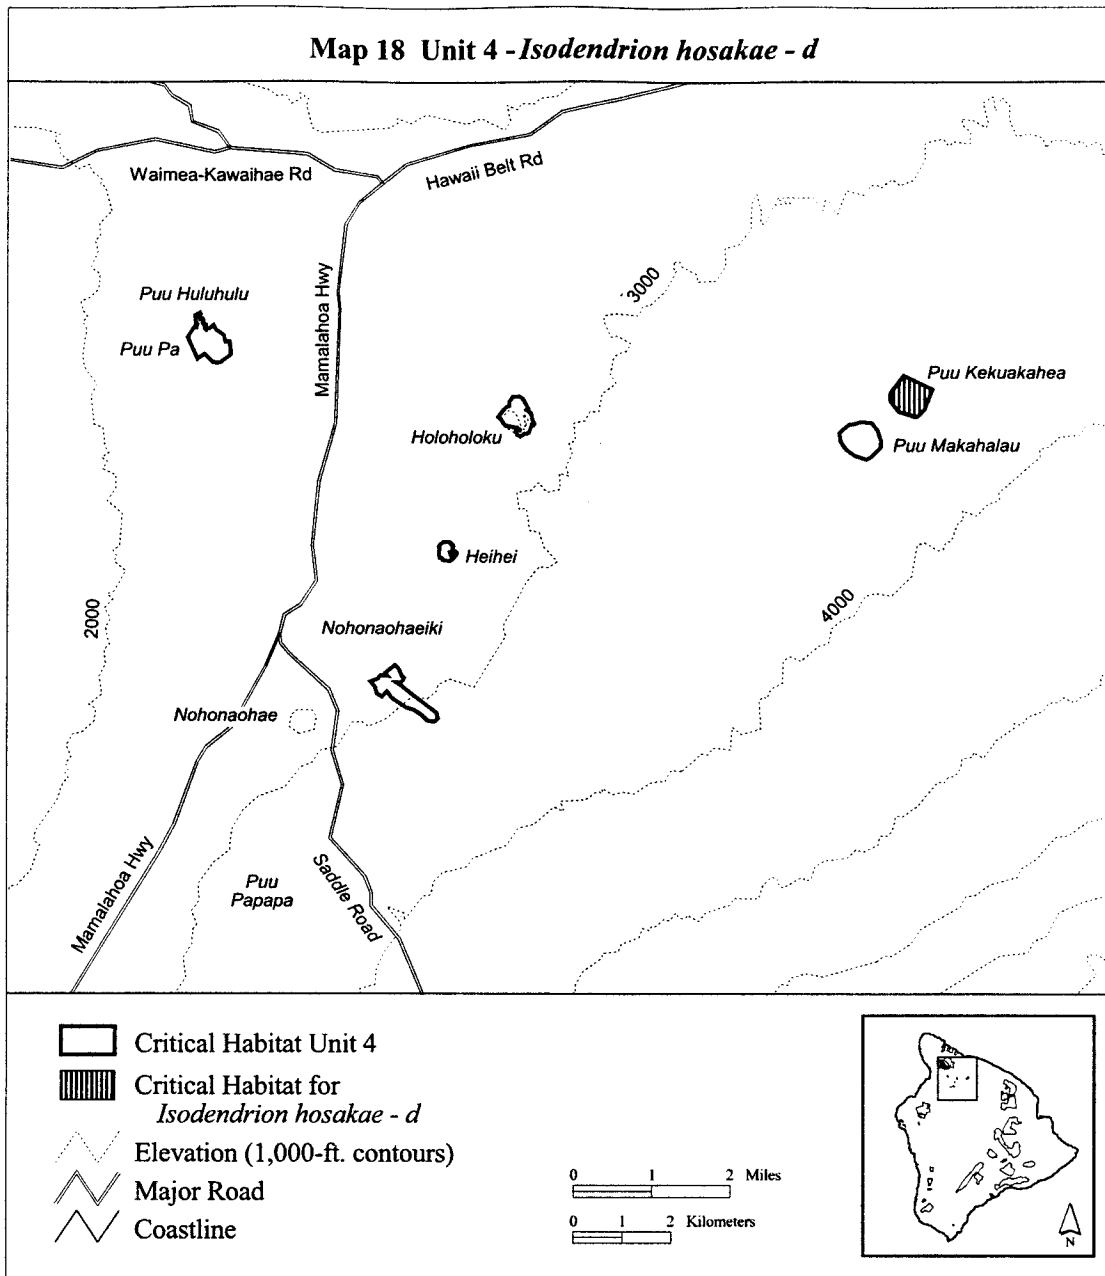 Map 18 Unit 4 - Isodendrion hosakae - d
Waimea-Kawaihae Rd
Hawaii Belt Rd
Mamalahoa Hwy
3000
Puu Huluhulu
Puu Pa
Puu Kekuakahea
Holoholoku
Puu Makahalau
Heihei
2000
4000
Nohonaohaeiki
Nohonaohae
Mamalahoa Hwy
Saddle Road
Puu
Papapa
Critical Habitat Unit 4
Critical Habitat for
Isodendrion hosakae - d
Elevation (1,000-ft. contours)
Major Road
Coastline
0 1 2 Miles
0 1 2 Kilometers
N